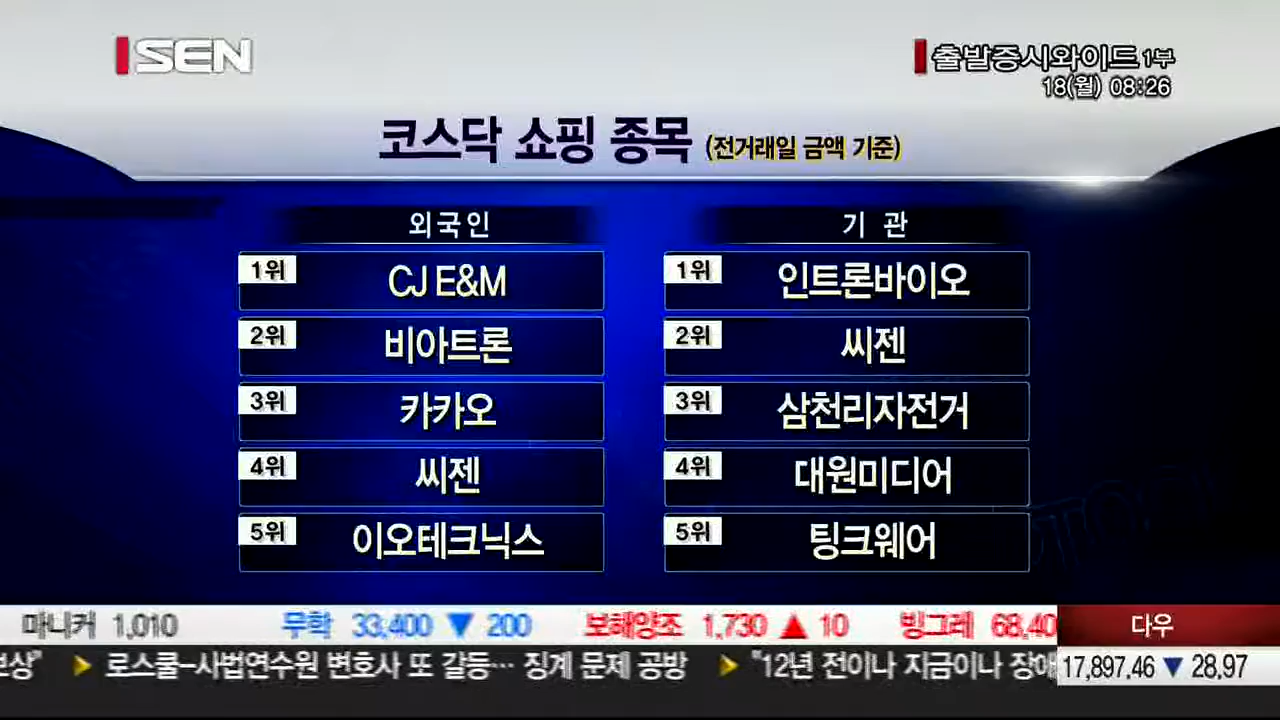 SEN
출발증시와이드 1부
18(월) 08:26
코스닥 쇼핑 종목 (전거래일 금액 기준)
외국인
1위 CJ E&M
2위 비아트론
3위 카카오
4위 씨젠
5위 이오테크닉스
기 관
1위 인트론바이오
2위 씨젠
3위 삼천리자전거
4위 대원미디어
5위 팅크웨어
마니커 1,010 무학 33,400 ▼ 200 보해양조 1,730 ▲ 10 빙그레 68,40
다우
보상" ▶ 로스쿨-사법연수원 변호사 또 갈등… 징계 문제 공방 ▶ "12년 전이나 지금이나 장애
17,897.46 ▼ 28,97